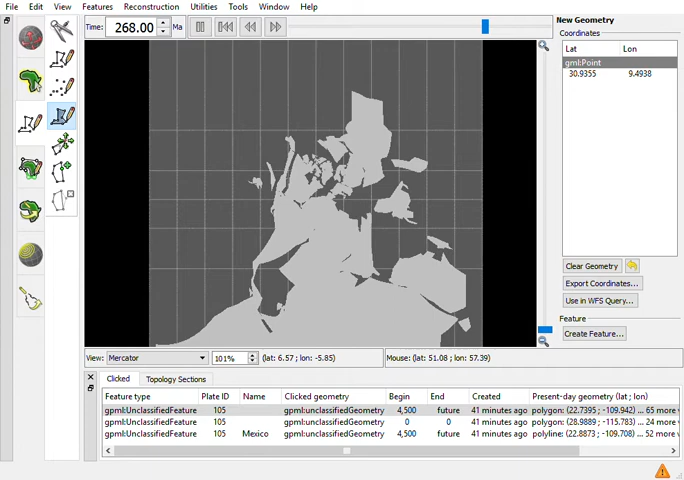 File Edit View Features Reconstruction Utilities Tools Window Help
Time: 268.00 Ma
New Geometry
Coordinates
Lat Lon
gml:Point
30.9355 9.4938
Clear Geometry
Export Coordinates...
Use in WFS Query...
Feature
Create Feature...
View: Mercator 101% (lat: 6.57 ; lon: -5.85) Mouse: (lat: 51.08 ; lon: 57.39)
Clicked Topology Sections
Feature type Plate ID Name Clicked geometry Begin End Created Present-day geometry (lat ; lon)
gpml:UnclassifiedFeature 105 gpml:unclassifiedGeometry 4,500 future 41 minutes ago polygon: (22.7395 ; -109.942) ... 65 more v
gpml:UnclassifiedFeature 105 gpml:unclassifiedGeometry 0 0 41 minutes ago polygon: (28.9889 ; -115.783) ... 24 more v
gpml:UnclassifiedFeature 105 Mexico gpml:unclassifiedGeometry 4,500 future 41 minutes ago polyline: (22.8873 ; -109.708) ... 52 more v